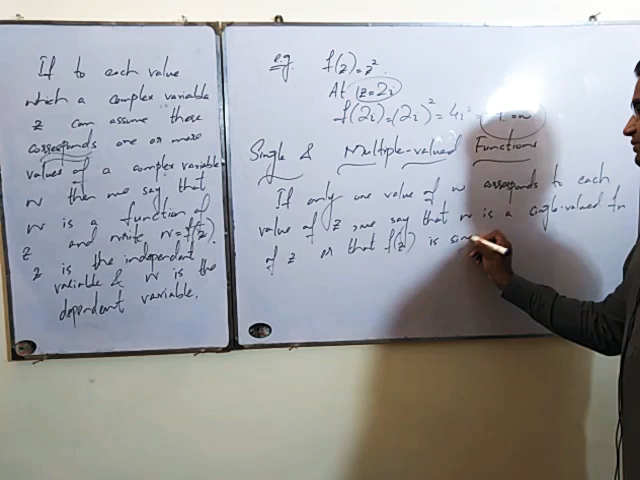 If to each value
which a complex variable
z can assume there
corresponds one or more
values of a complex variable
w then we say that
w is a function of
z and write w=f(z).
z is the independent
variable & w is the
dependent variable.
e.g. f(z)=z²
At z=2i
f(2i)=(2i)²=4i²=-4=w
Single & Multiple-valued Functions
If only one value of w corresponds to each
value of z, we say that w is a single-valued fn
of z or that f(z) is sin